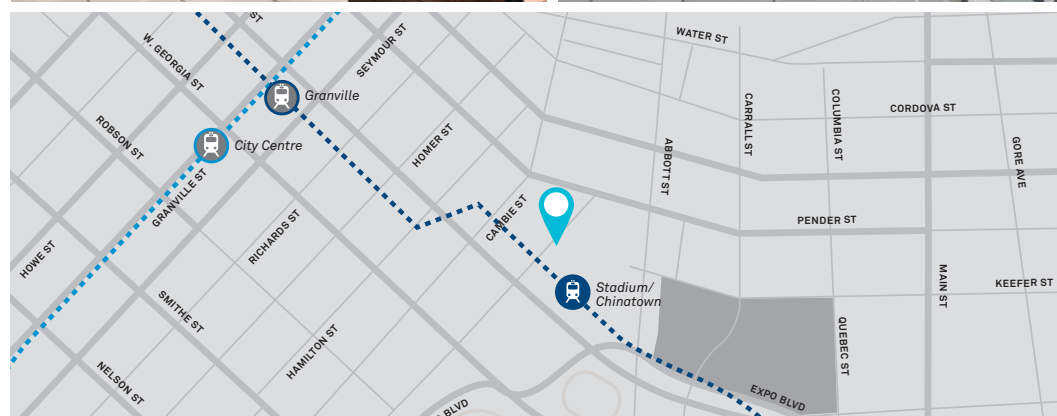 ST
W. GEORGIA ST
SEYMOUR ST
WATER ST
Granville
ROBSON ST
City Centre
HOMER ST
CARRALL ST
COLUMBIA ST
CORDOVA ST
GORE AVE
ABBOTT ST
GRANVILLE ST
RICHARDS ST
CAMBIE ST
PENDER ST
HOWE ST
Stadium/
Chinatown
MAIN ST
KEEFER ST
SMITHE ST
HAMILTON ST
QUEBEC ST
NELSON ST
EXPO BLVD
BLVD